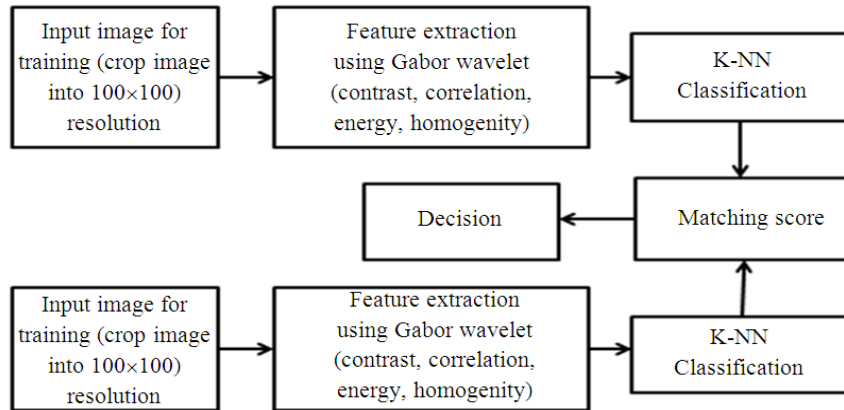 Input image for
training (crop image
into 100×100)
resolution
Feature extraction
using Gabor wavelet
(contrast, correlation,
energy, homogenity)
K-NN
Classification
Decision
Matching score
Input image for
training (crop image
into 100×100)
resolution
Feature extraction
using Gabor wavelet
(contrast, correlation,
energy, homogenity)
K-NN
Classification